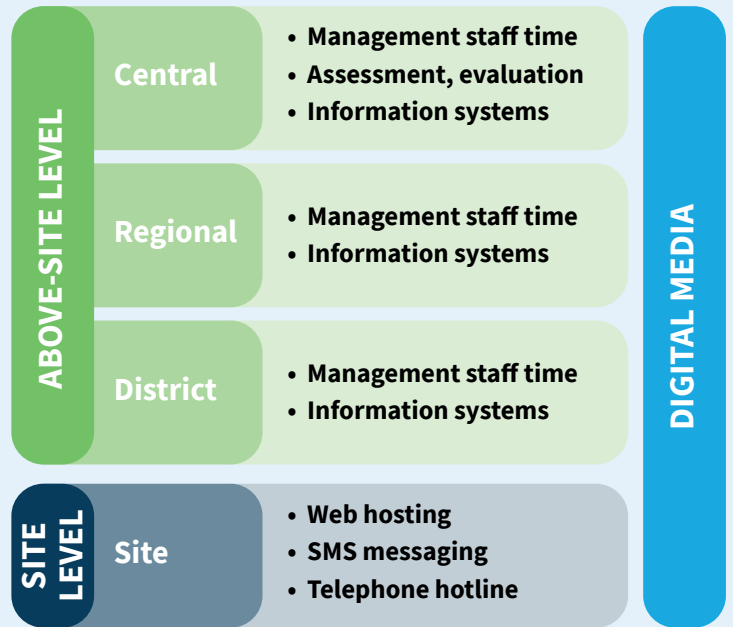 ABOVE-SITE LEVEL
Central
• Management staff time
• Assessment, evaluation
• Information systems
Regional
• Management staff time
• Information systems
District
• Management staff time
• Information systems
SITE
LEVEL
Site
• Web hosting
• SMS messaging
• Telephone hotline
DIGITAL MEDIA